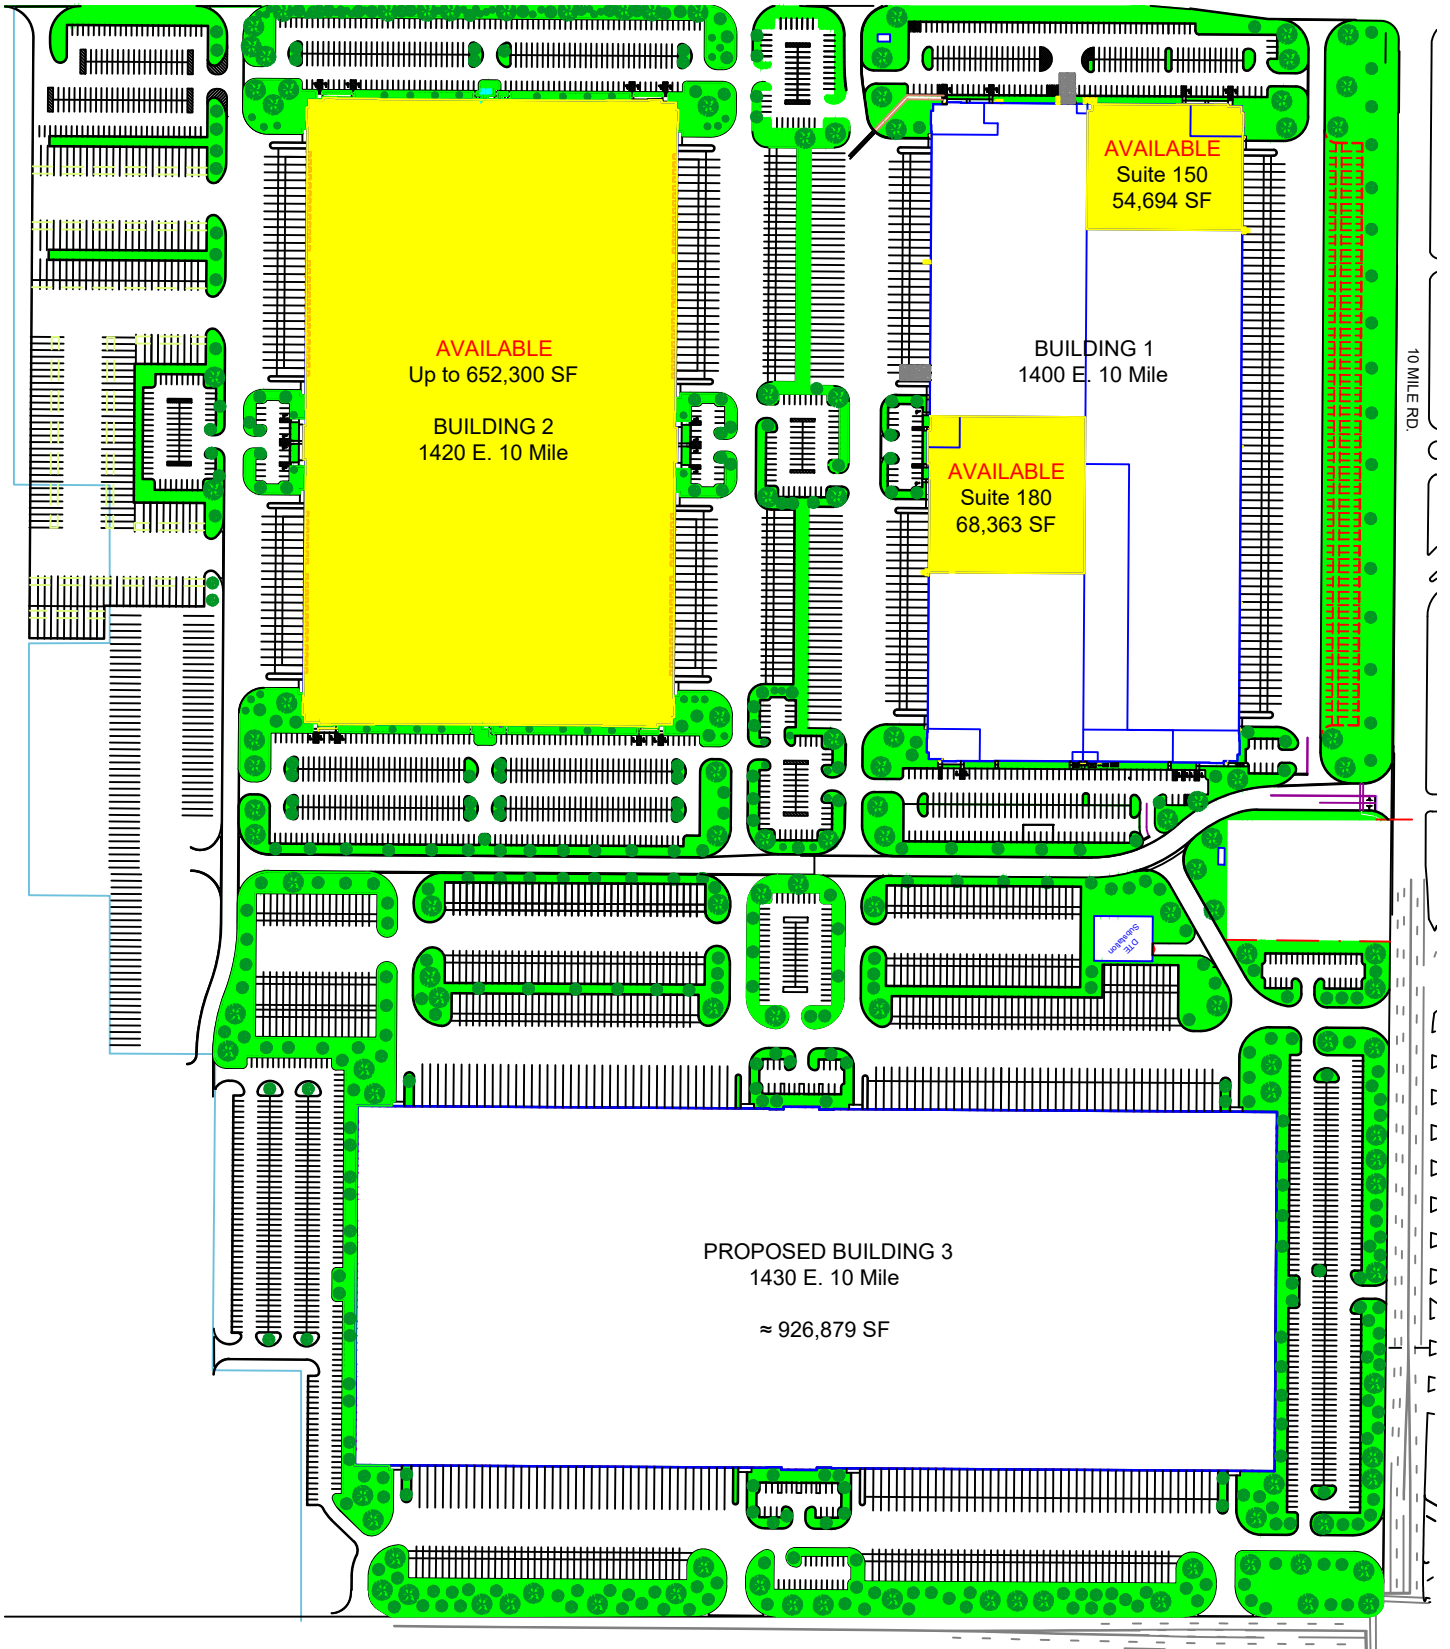 AVAILABLE
Suite 150
54,694 SF
AVAILABLE
Up to 652,300 SF
BUILDING 2
1420 E. 10 Mile
BUILDING 1
1400 E. 10 Mile
10 MILE RD.
AVAILABLE
Suite 180
68,363 SF
DTE
Substation
PROPOSED BUILDING 3
1430 E. 10 Mile
≈ 926,879 SF